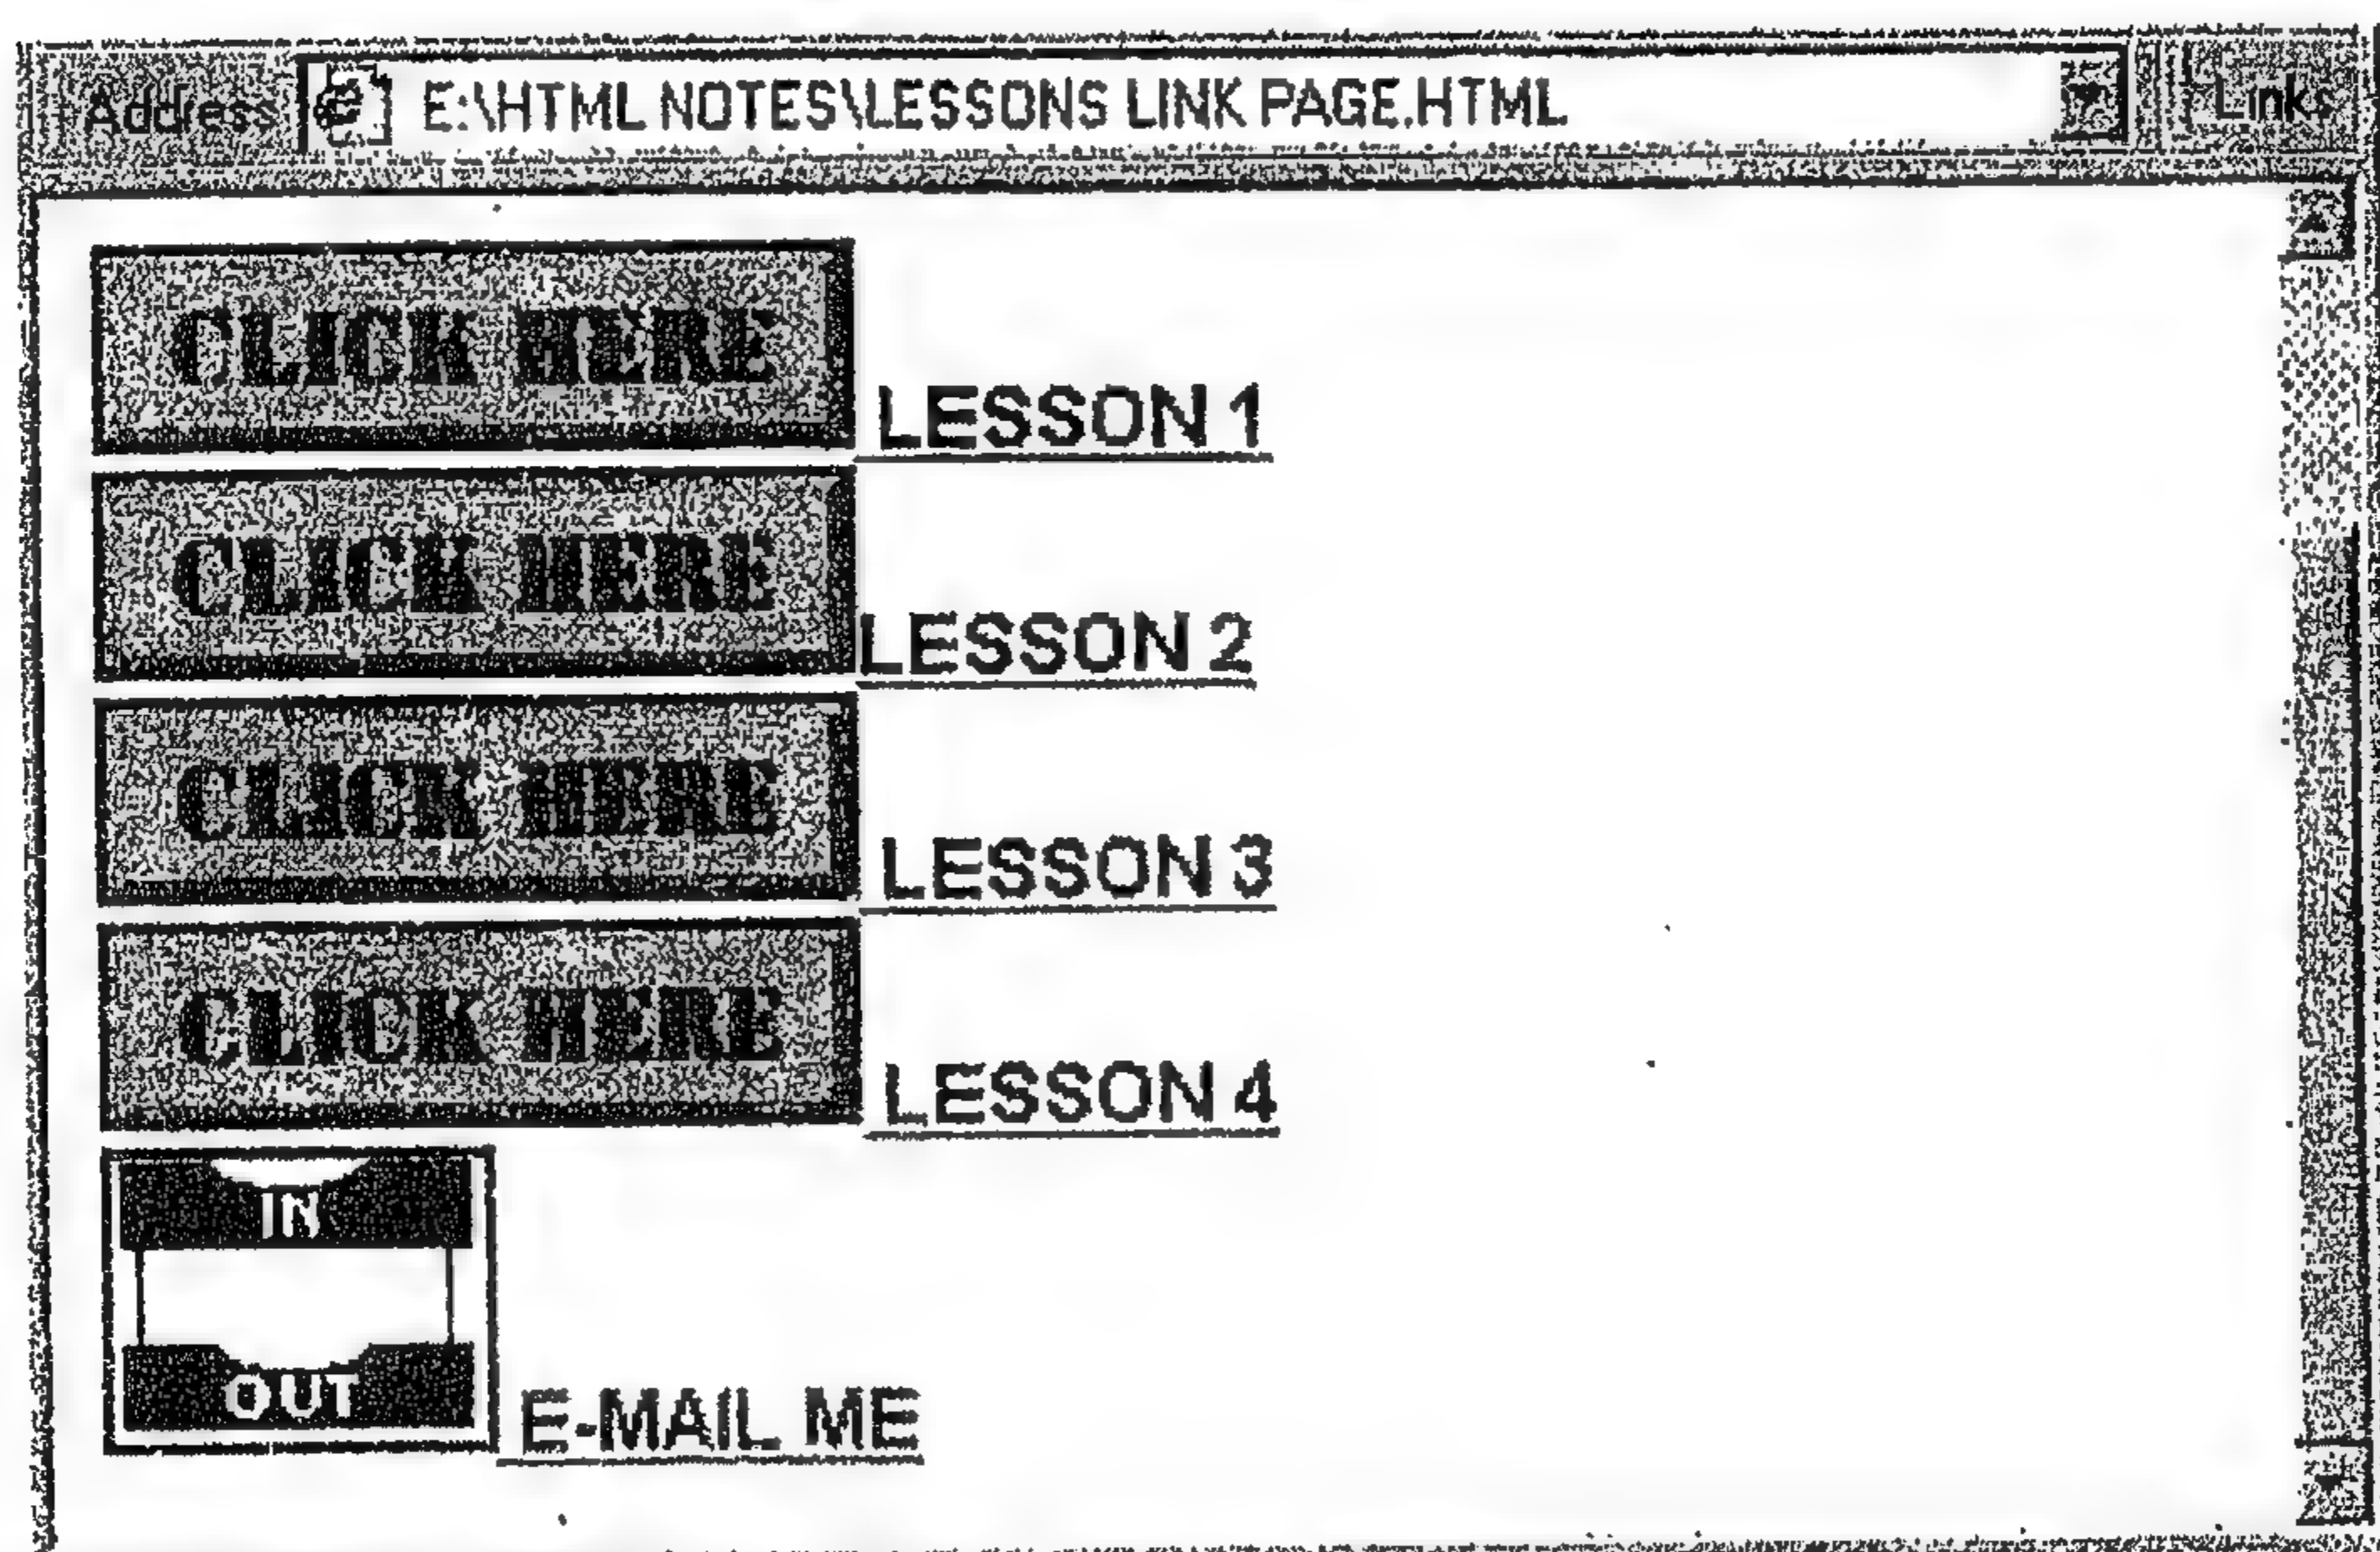 Address E:\HTML NOTES\LESSONS LINK PAGE.HTML Links
CLICK HERE LESSON 1
CLICK HERE LESSON 2
CLICK HERE LESSON 3
CLICK HERE LESSON 4
IN
OUT E-MAIL ME